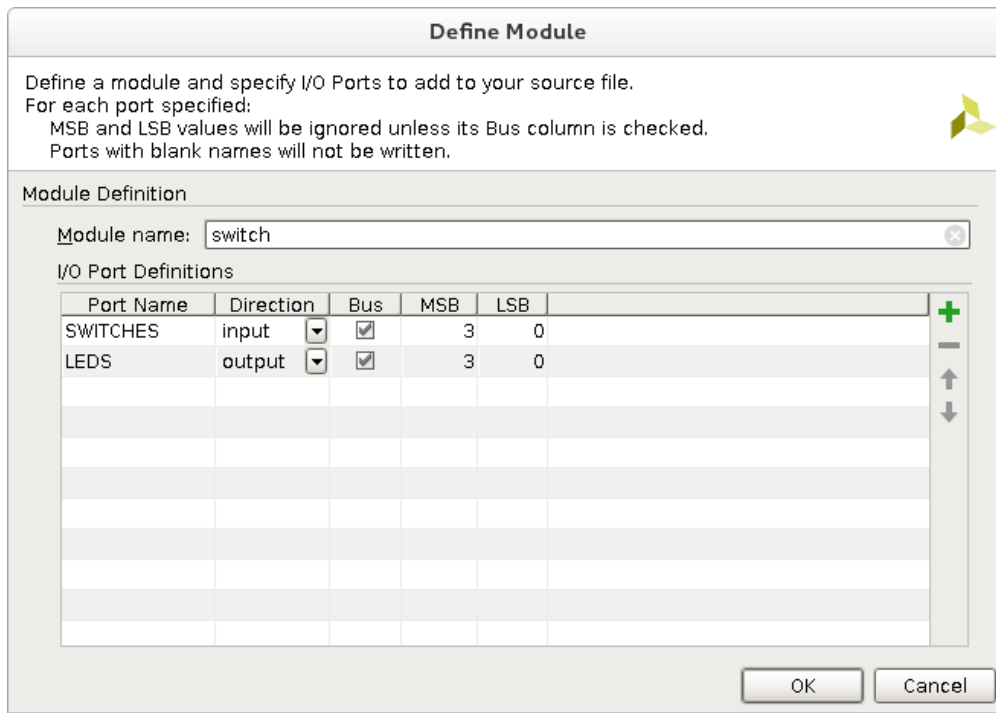 Define Module
Define a module and specify I/O Ports to add to your source file.
For each port specified:
MSB and LSB values will be ignored unless its Bus column is checked.
Ports with blank names will not be written.
Module Definition
Module name: switch
I/O Port Definitions
Port Name Direction Bus MSB LSB
SWITCHES input 3 0
LEDS output 3 0
OK Cancel